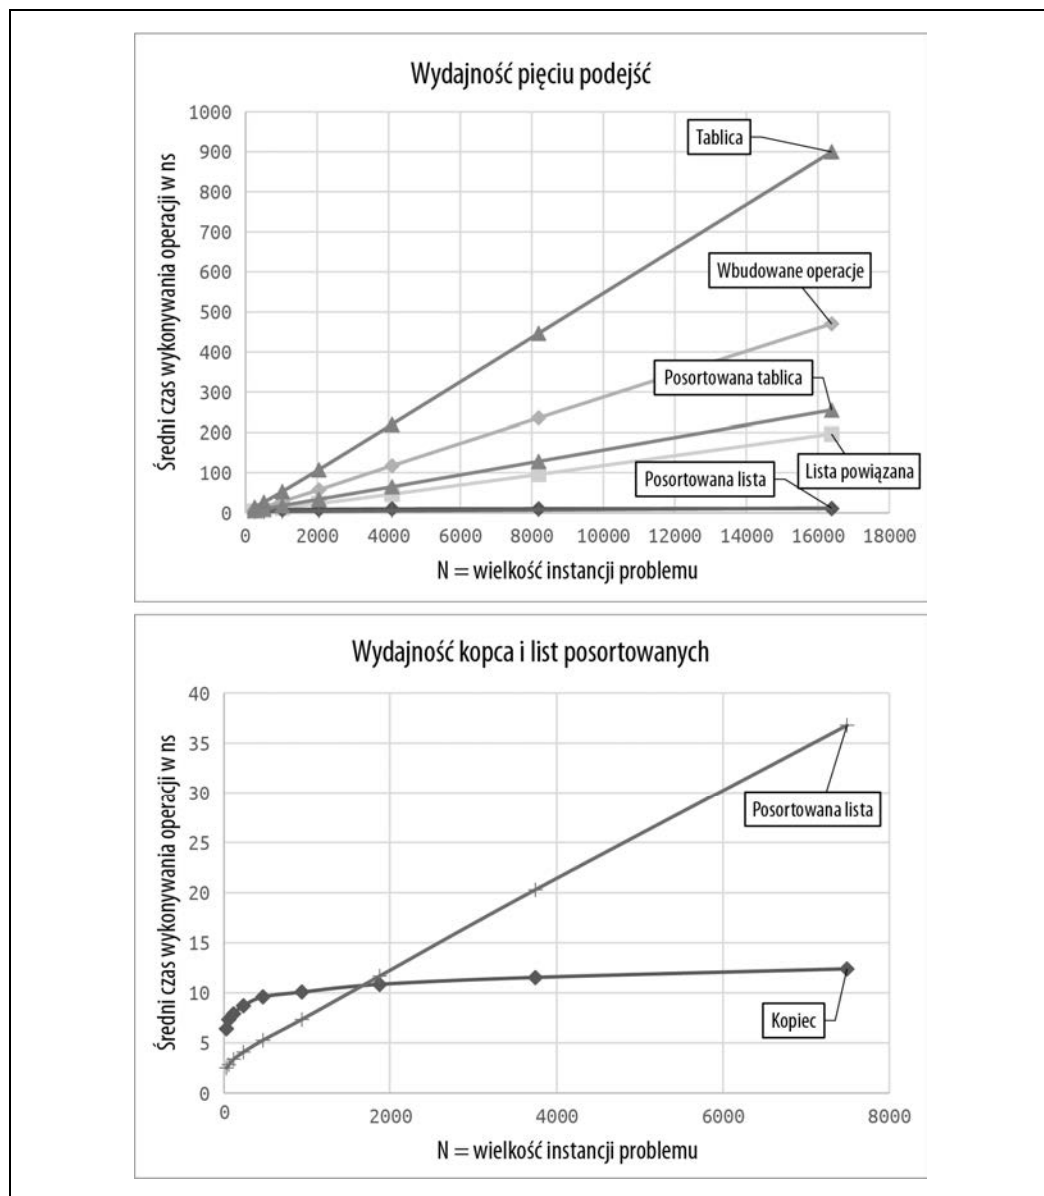 Wydajność pięciu podejść
Średni czas wykonywania operacji w ns
1000
900
800
700
600
500
400
300
200
100
0
Tablica
Wbudowane operacje
Posortowana tablica
Lista powiązana
Posortowana lista
0 2000 4000 6000 8000 10000 12000 14000 16000 18000
N = wielkość instancji problemu
Wydajność kopca i list posortowanych
Średni czas wykonywania operacji w ns
40
35
30
25
20
15
10
5
0
Posortowana lista
Kopiec
0 2000 4000 6000 8000
N = wielkość instancji problemu